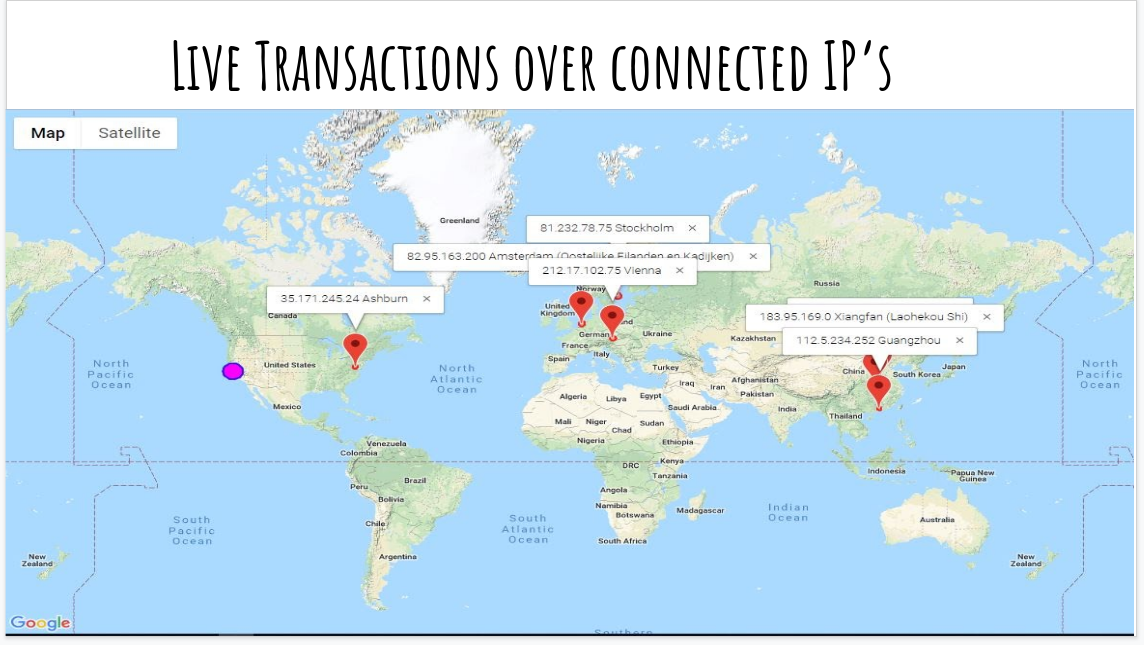 Live Transactions over connected IP's
Map Satellite
Greenland
81.232.78.75 Stockholm ×
82.95.163.200 Amsterdam (Oostelijke Eilanden en Kadijken) ×
212.17.102.75 Vienna ×
Norway
Russia
35.171.245.24 Ashburn ×
Canada
United
Kingdom
183.95.169.0 Xiangfan (Laohekou Shi) ×
112.5.234.252 Guangzhou ×
Ukraine
Kazakhstan
France
Spain
Italy
Turkey
United States
North
Pacific
Ocean
North
Atlantic
Ocean
China
South Korea
Japan
North
Pacific
Ocean
Iraq
Iran
Afghanistan
Pakistan
Algeria
Libya
Egypt
Saudi Arabia
India
Thailand
Mexico
Mali
Niger
Chad
Sudan
Nigeria
Ethiopia
Venezuela
Colombia
DRC
Kenya
Tanzania
Indonesia
Papua New
Guinea
Peru
Brazil
Bolivia
Angola
Namibia
Botswana
Madagascar
Indian
Ocean
South
Pacific
Ocean
South
Atlantic
Ocean
Chile
Australia
South Africa
Argentina
New
Zealand
New
Zealand
Google